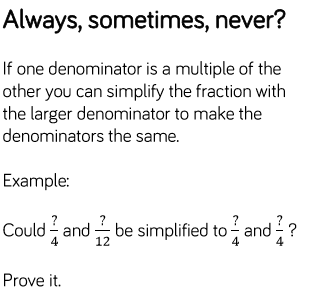 Always, sometimes, never?
If one denominator is a multiple of the
other you can simplify the fraction with
the larger denominator to make the
denominators the same.
Example:
Could ?/4 and ?/12 be simplified to ?/4 and ?/4 ?
Prove it.